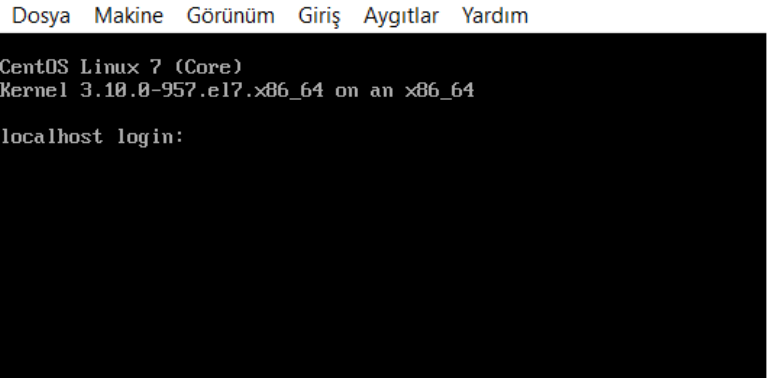 Dosya Makine Görünüm Giriş Aygıtlar Yardım
CentOS Linux 7 (Core)
Kernel 3.10.0-957.el7.x86_64 on an x86_64
localhost login: